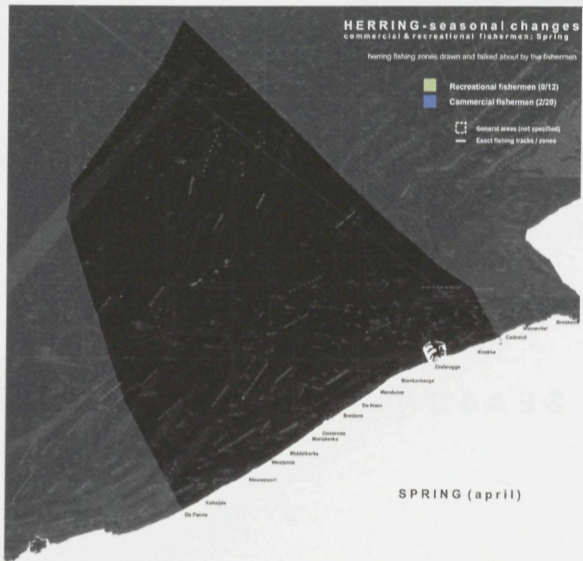 HERRING-seasonal changes
commercial & recreational fishermen: Spring
herring fishing zones drawn and talked about by the fishermen
Recreational fishermen (0/12)
Commercial fishermen (2/20)
General areas (not specified)
Exact fishing tracks / zones
Breskens
Nieuwvliet
Cadzand
Knokke
Zeebrugge
Blankenberge
Wenduine
De Haan
Bredene
Oostende
Mariakerke
Middelkerke
Westende
Nieuwpoort
Koksijde
De Panne
SPRING (april)